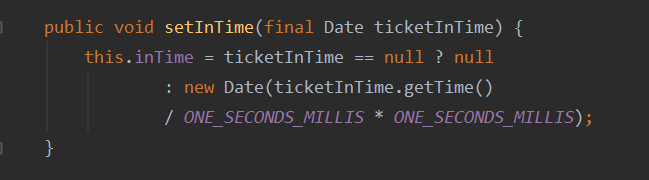 public void setInTime(final Date ticketInTime) {
this.inTime = ticketInTime == null ? null
: new Date(ticketInTime.getTime()
/ ONE_SECONDS_MILLIS * ONE_SECONDS_MILLIS);
}